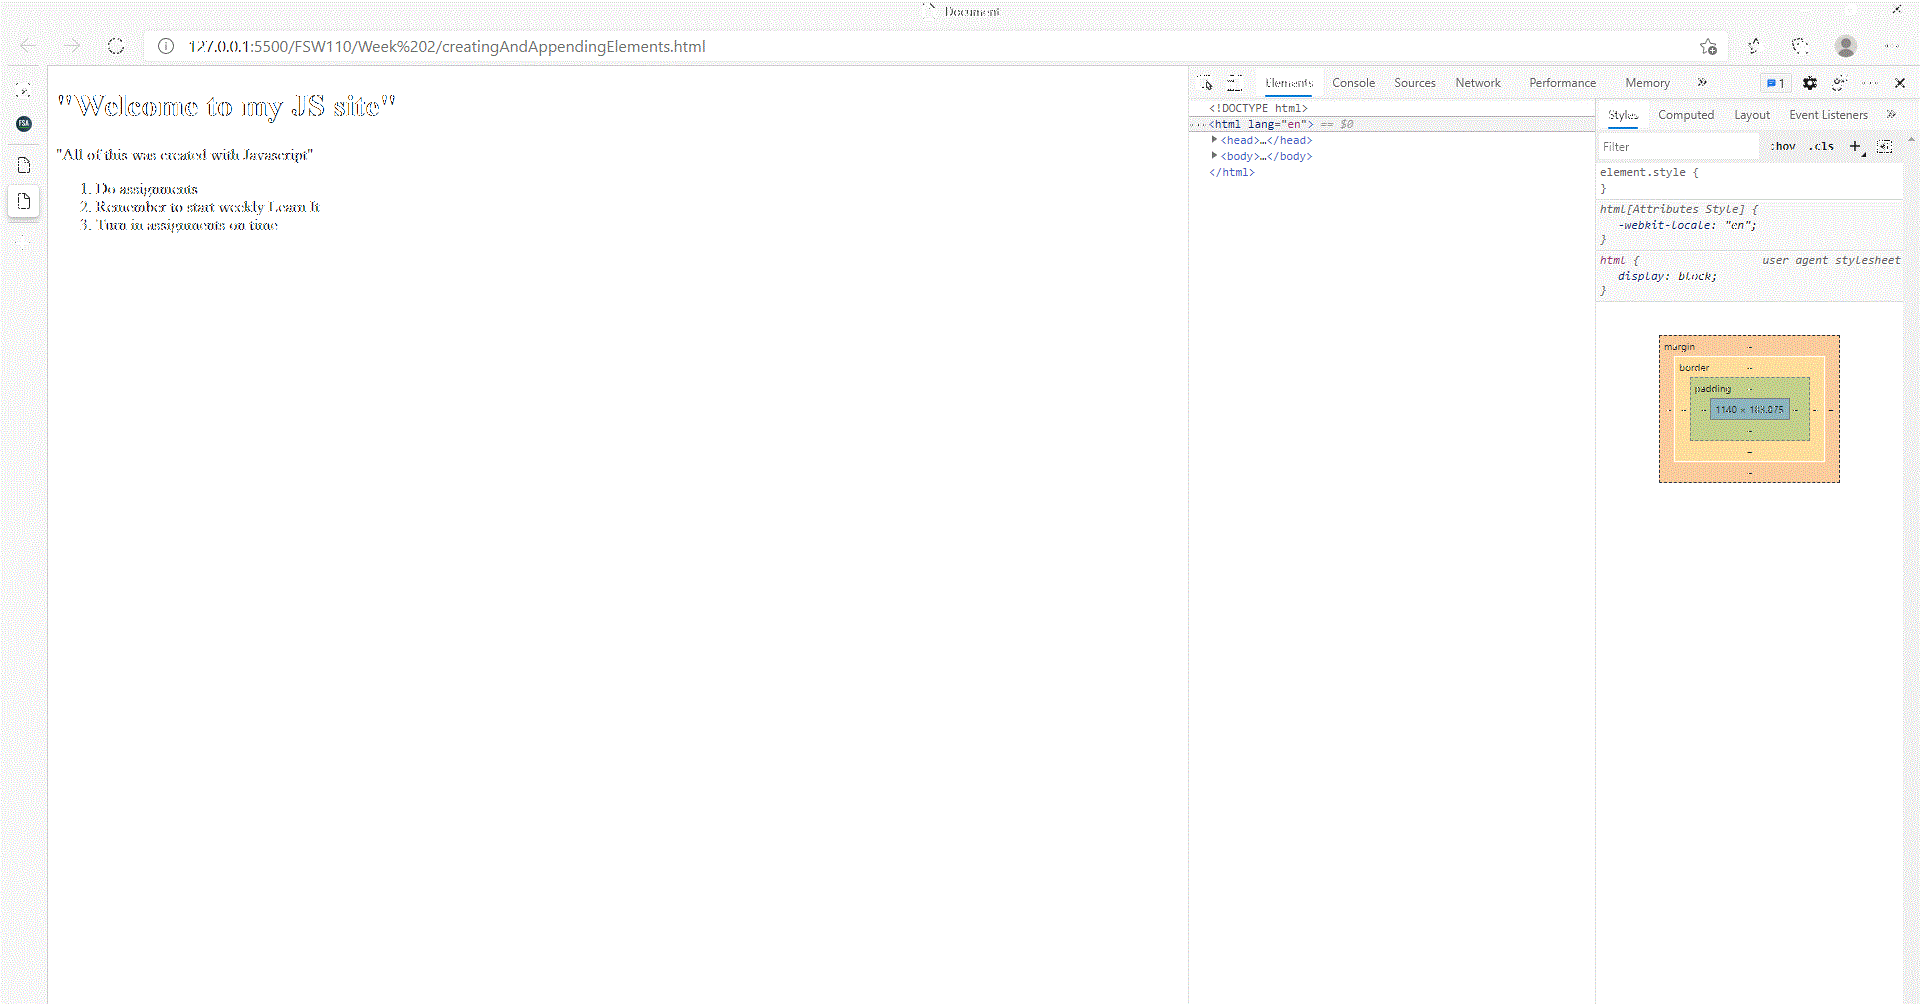 Document
127.0.0.1:5500/FSW110/Week%202/creatingAndAppendingElements.html
FSA
"Welcome to my JS site"
"All of this was created with Javascript"
1. Do assignments
2. Remember to start weekly Learn It
3. Turn in assignments on time
Elements Console Sources Network Performance Memory » 1
<!DOCTYPE html>
···<html lang="en"> == $0
<head>…</head>
<body>…</body>
</html>
Styles Computed Layout Event Listeners »
Filter :hov .cls +
element.style {
}
html[Attributes Style] {
-webkit-locale: "en";
}
html { user agent stylesheet
display: block;
}
margin -
border -
padding -
- - - 1140 × 183.075 - - -
-
-
-